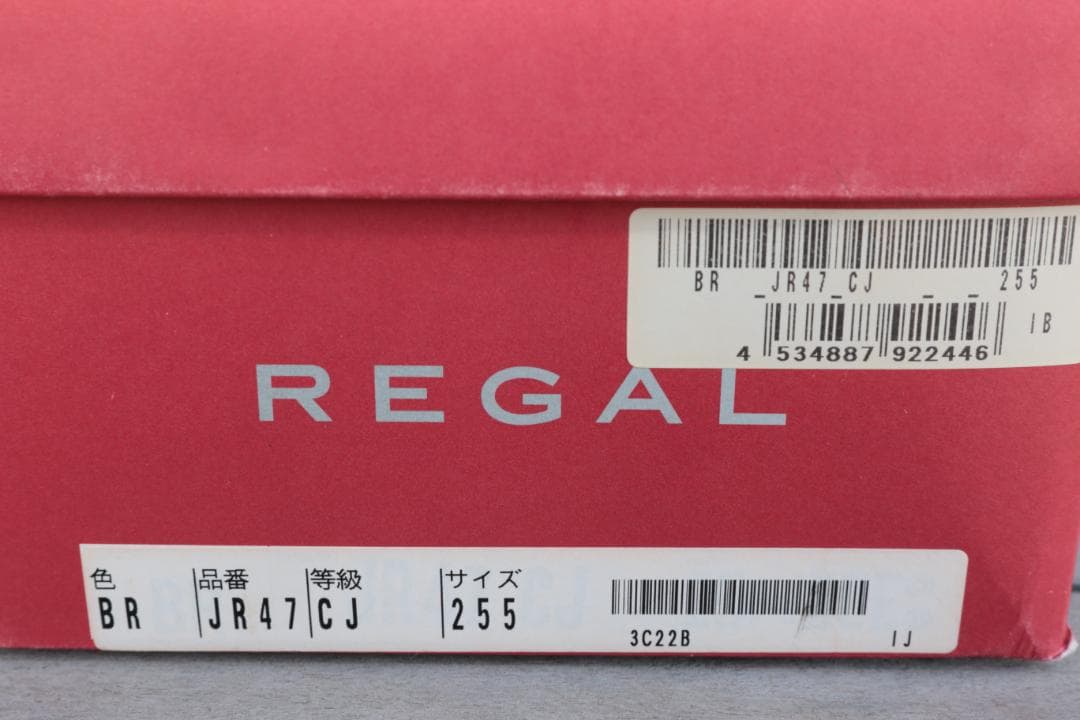 BR _JR47_CJ _ _ 255
IB
4 534887 922446
REGAL
色 品番 等級 サイズ
BR JR47 CJ 255
3C22B IJ